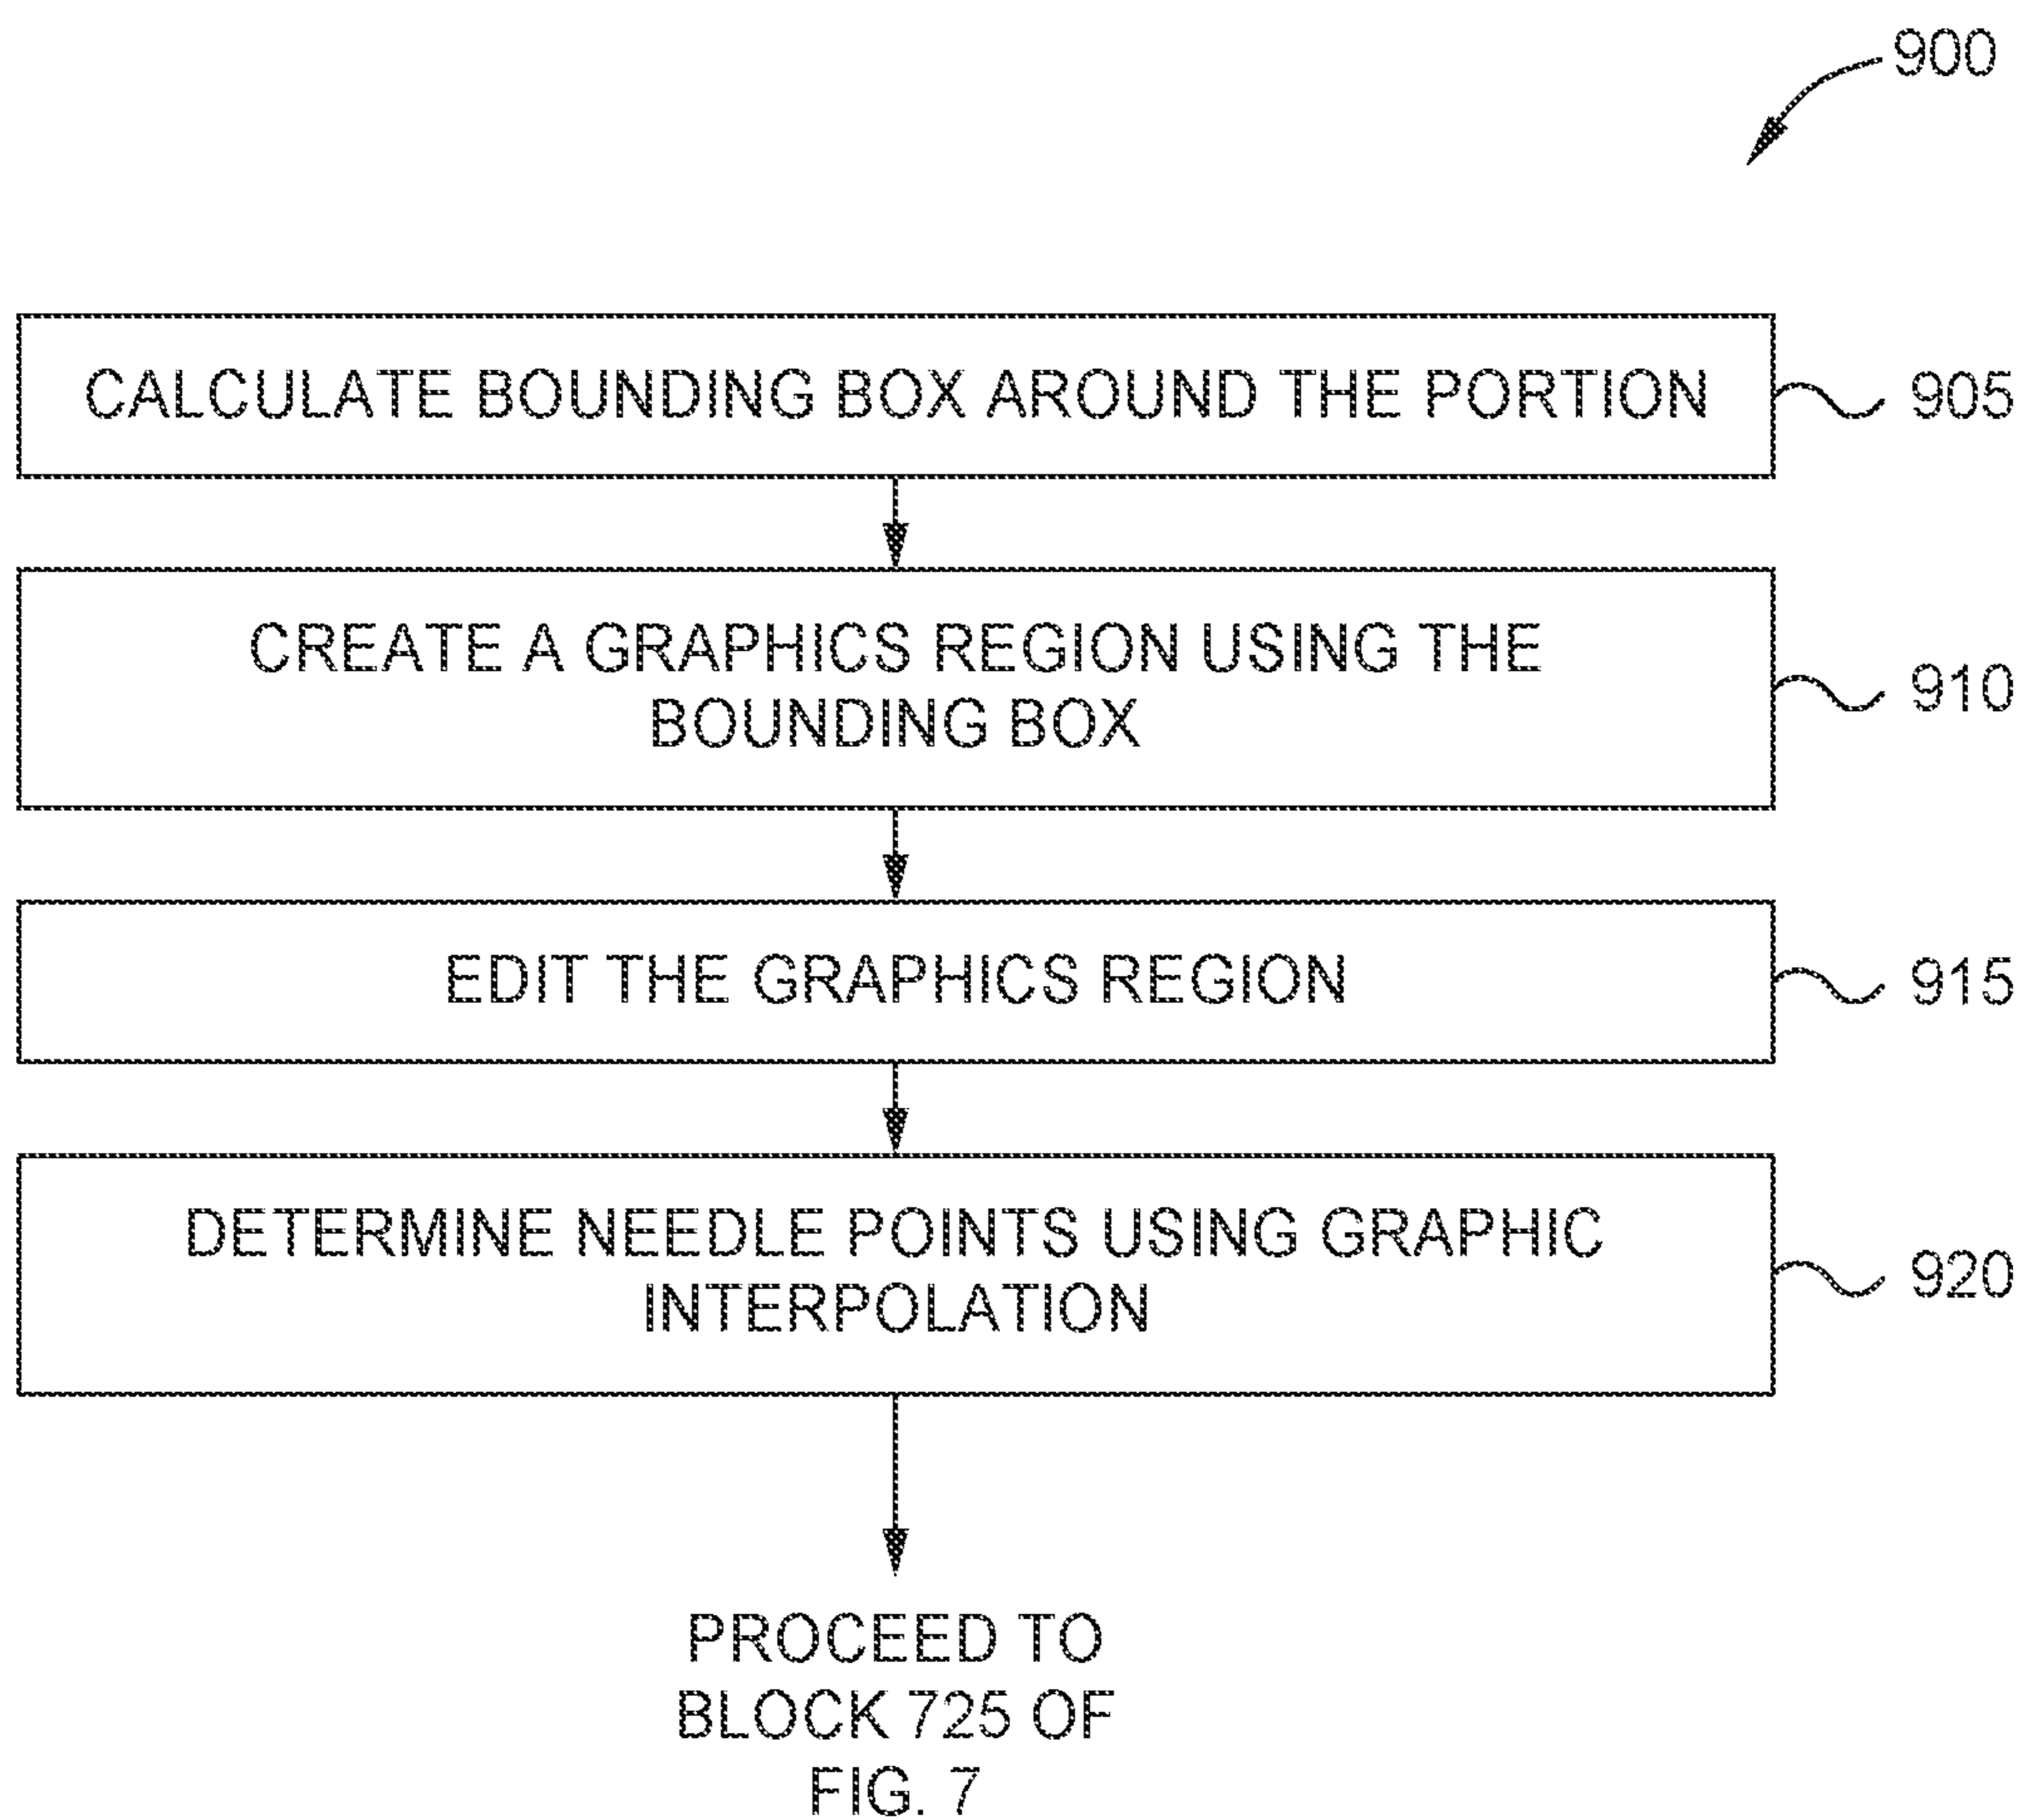 900
CALCULATE BOUNDING BOX AROUND THE PORTION
905
CREATE A GRAPHICS REGION USING THE
BOUNDING BOX
910
EDIT THE GRAPHICS REGION
915
DETERMINE NEEDLE POINTS USING GRAPHIC
INTERPOLATION
920
PROCEED TO
BLOCK 725 OF
FIG. 7